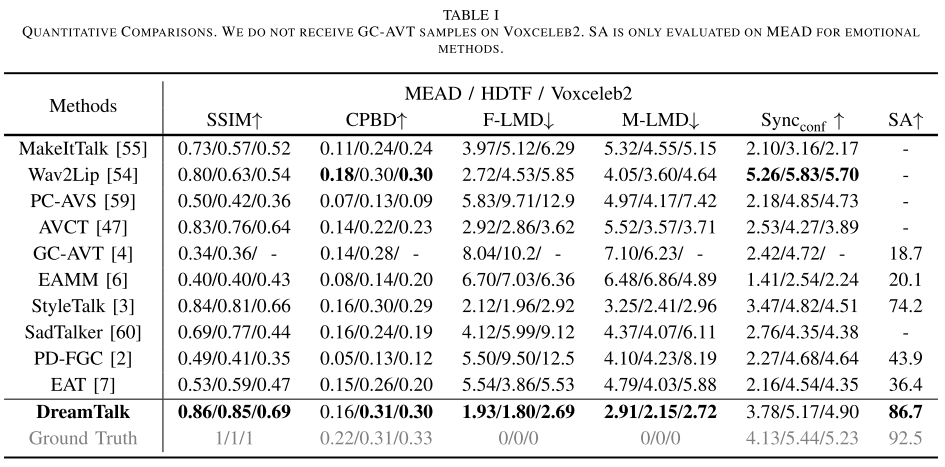 TABLE I
QUANTITATIVE COMPARISONS. WE DO NOT RECEIVE GC-AVT SAMPLES ON VOXCELEB2. SA IS ONLY EVALUATED ON MEAD FOR EMOTIONAL
METHODS.
Methods MEAD / HDTF / Voxceleb2
SSIM↑ CPBD↑ F-LMD↓ M-LMD↓ Sync_conf ↑ SA↑
MakeItTalk [55] 0.73/0.57/0.52 0.11/0.24/0.24 3.97/5.12/6.29 5.32/4.55/5.15 2.10/3.16/2.17 -
Wav2Lip [54] 0.80/0.63/0.54 0.18/0.30/0.30 2.72/4.53/5.85 4.05/3.60/4.64 5.26/5.83/5.70 -
PC-AVS [59] 0.50/0.42/0.36 0.07/0.13/0.09 5.83/9.71/12.9 4.97/4.17/7.42 2.18/4.85/4.73 -
AVCT [47] 0.83/0.76/0.64 0.14/0.22/0.23 2.92/2.86/3.62 5.52/3.57/3.71 2.53/4.27/3.89 -
GC-AVT [4] 0.34/0.36/ - 0.14/0.28/ - 8.04/10.2/ - 7.10/6.23/ - 2.42/4.72/ - 18.7
EAMM [6] 0.40/0.40/0.43 0.08/0.14/0.20 6.70/7.03/6.36 6.48/6.86/4.89 1.41/2.54/2.24 20.1
StyleTalk [3] 0.84/0.81/0.66 0.16/0.30/0.29 2.12/1.96/2.92 3.25/2.41/2.96 3.47/4.82/4.51 74.2
SadTalker [60] 0.69/0.77/0.44 0.16/0.24/0.19 4.12/5.99/9.12 4.37/4.07/6.11 2.76/4.35/4.38 -
PD-FGC [2] 0.49/0.41/0.35 0.05/0.13/0.12 5.50/9.50/12.5 4.10/4.23/8.19 2.27/4.68/4.64 43.9
EAT [7] 0.53/0.59/0.47 0.15/0.26/0.20 5.54/3.86/5.53 4.79/4.03/5.88 2.16/4.54/4.35 36.4
DreamTalk 0.86/0.85/0.69 0.16/0.31/0.30 1.93/1.80/2.69 2.91/2.15/2.72 3.78/5.17/4.90 86.7
Ground Truth 1/1/1 0.22/0.31/0.33 0/0/0 0/0/0 4.13/5.44/5.23 92.5